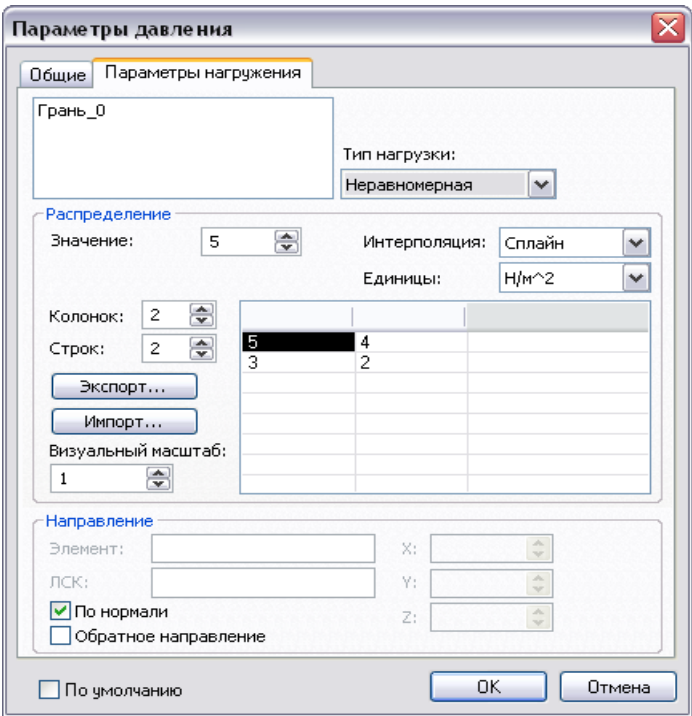 Параметры давления
Общие
Параметры нагружения
Грань_0
Тип нагрузки:
Неравномерная
Распределение
Значение: 5
Интерполяция: Сплайн
Единицы: Н/м^2
Колонок: 2
Строк: 2
5 4
3 2
Экспорт...
Импорт...
Визуальный масштаб:
1
Направление
Элемент: X:
ЛСК: Y:
По нормали Z:
Обратное направление
По умолчанию
OK
Отмена